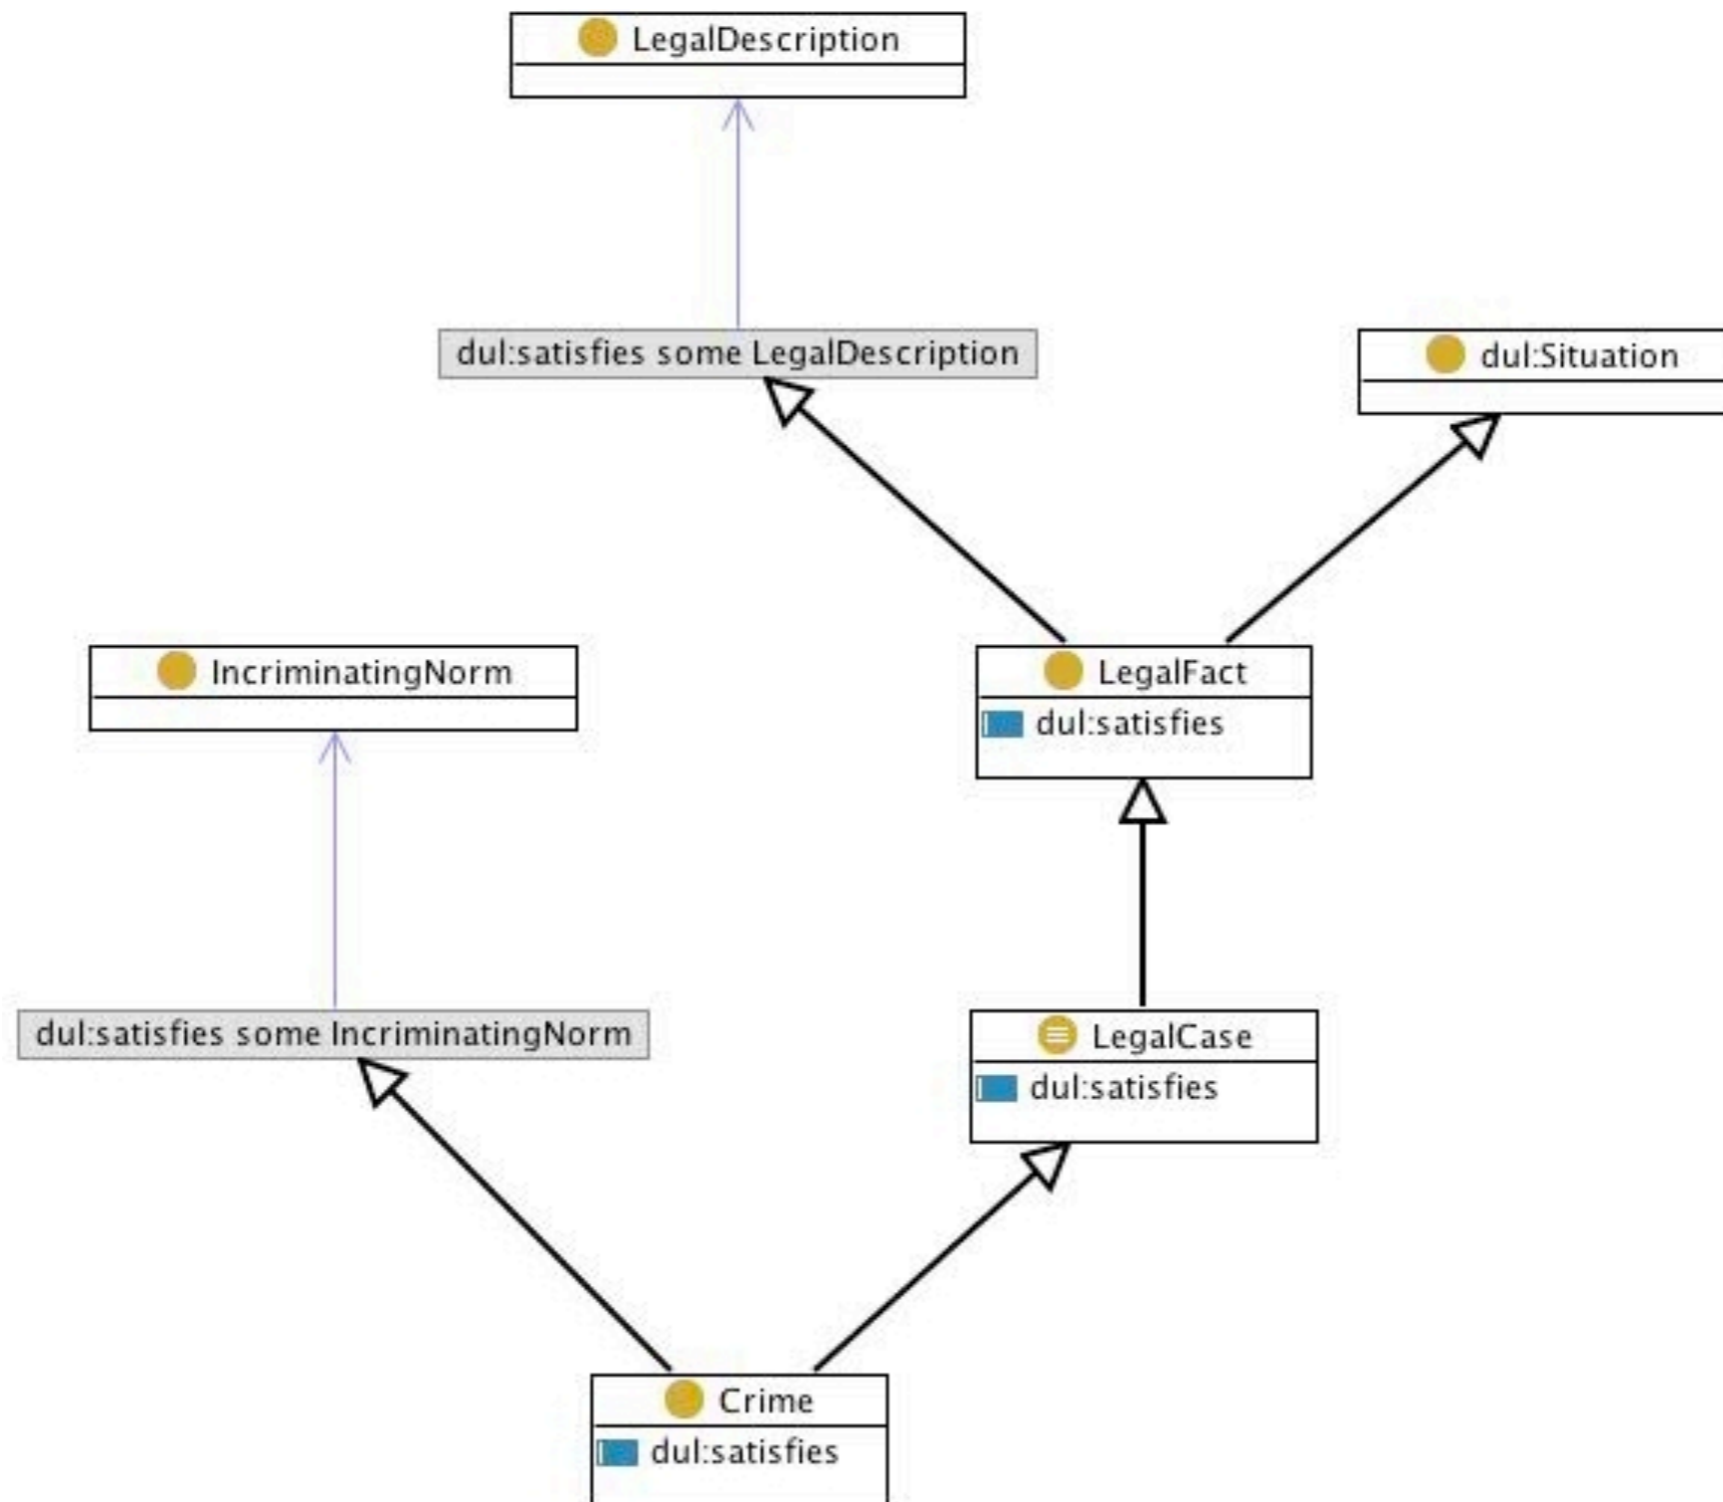 LegalDescription
dul:satisfies some LegalDescription
dul:Situation
IncriminatingNorm
LegalFact
dul:satisfies
dul:satisfies some IncriminatingNorm
LegalCase
dul:satisfies
Crime
dul:satisfies